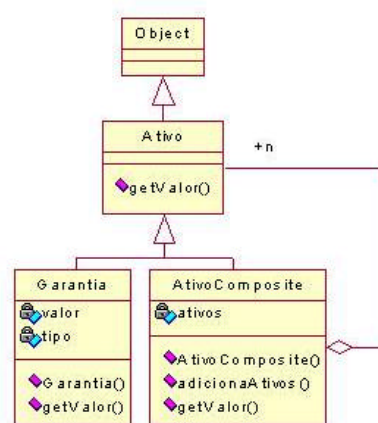 Object
Ativo
+n
getValor()
Garantia
valor
tipo
Garantia()
getValor()
AtivoComposite
ativos
AtivoComposite()
adicionaAtivos()
getValor()